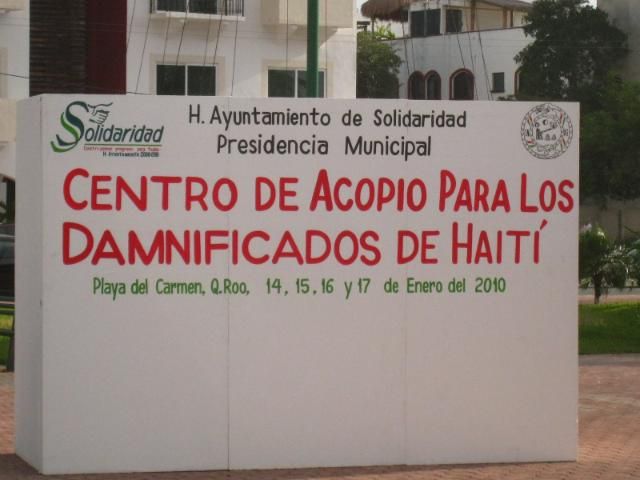 Solidaridad
H. Ayuntamiento de Solidaridad
Presidencia Municipal
CENTRO DE ACOPIO PARA LOS
DAMNIFICADOS DE HAITÍ
Playa del Carmen, Q.Roo, 14, 15, 16 y 17 de Enero del 2010